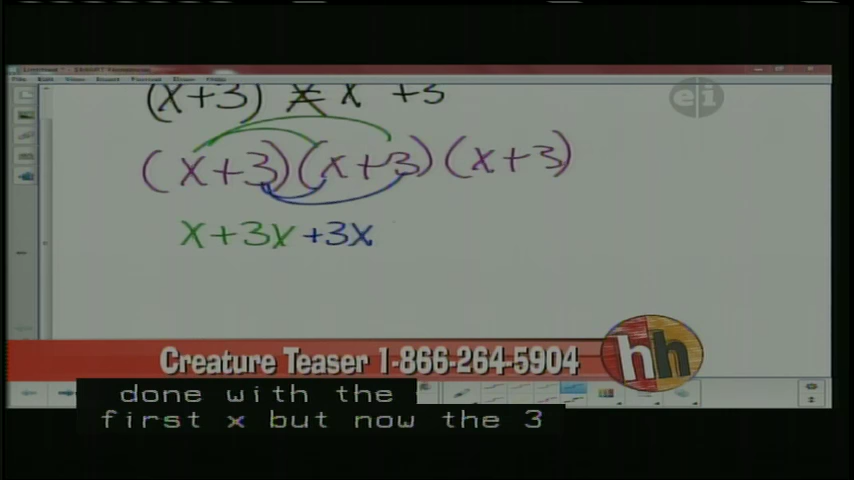 ei
(x+3) ≠ x +3
(x+3)(x+3)(x+3)
x+3x+3x
hh
Creature Teaser 1-866-264-5904
done with the
first x but now the 3